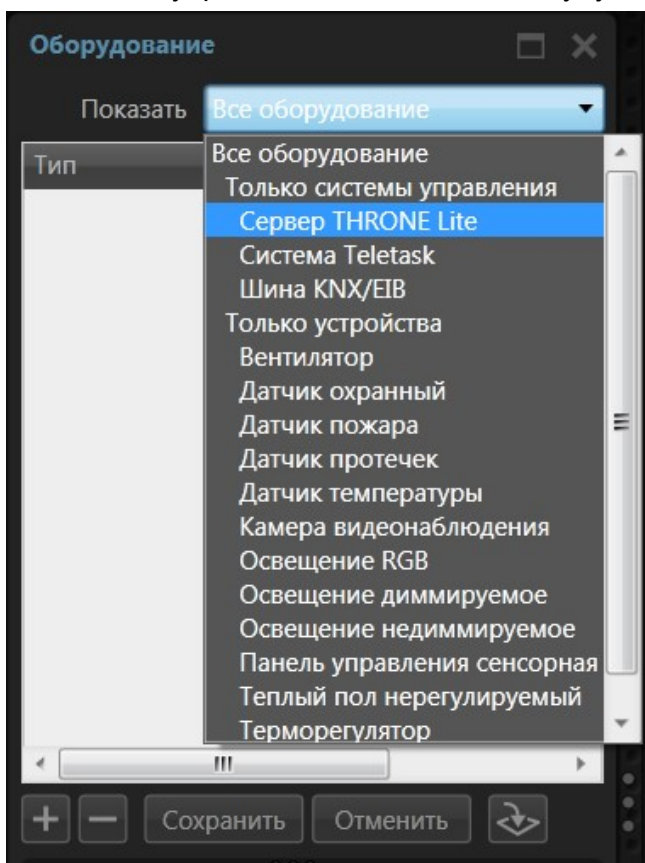 Оборудование
Показать Все оборудование
Тип
Все оборудование
Только системы управления
Сервер THRONE Lite
Система Teletask
Шина KNX/EIB
Только устройства
Вентилятор
Датчик охранный
Датчик пожара
Датчик протечек
Датчик температуры
Камера видеонаблюдения
Освещение RGB
Освещение диммируемое
Освещение недиммируемое
Панель управления сенсорная
Теплый пол нерегулируемый
Терморегулятор
Сохранить Отменить